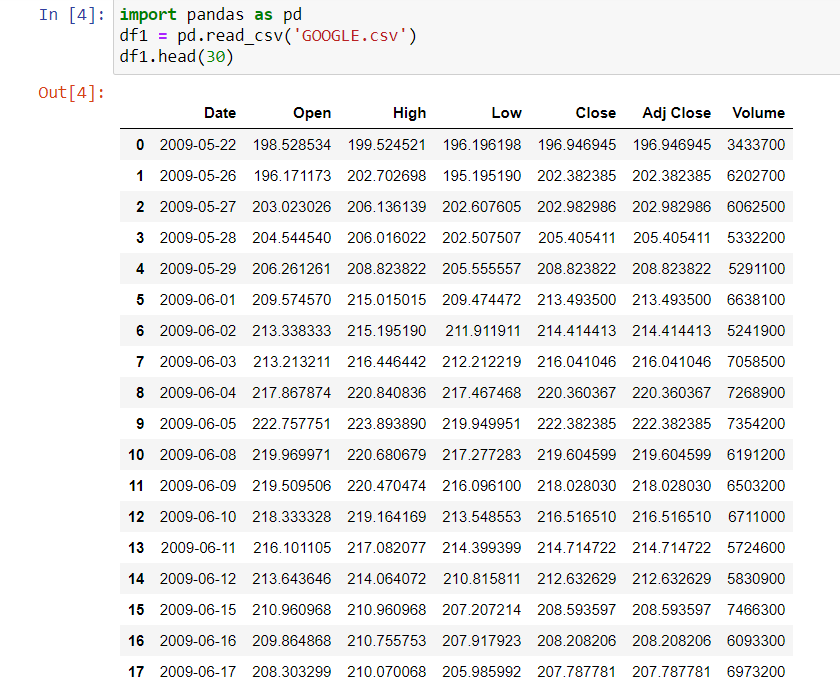 In [4]: import pandas as pd
df1 = pd.read_csv('GOOGLE.csv')
df1.head(30)
Out[4]:
Date Open High Low Close Adj Close Volume
0 2009-05-22 198.528534 199.524521 196.196198 196.946945 196.946945 3433700
1 2009-05-26 196.171173 202.702698 195.195190 202.382385 202.382385 6202700
2 2009-05-27 203.023026 206.136139 202.607605 202.982986 202.982986 6062500
3 2009-05-28 204.544540 206.016022 202.507507 205.405411 205.405411 5332200
4 2009-05-29 206.261261 208.823822 205.555557 208.823822 208.823822 5291100
5 2009-06-01 209.574570 215.015015 209.474472 213.493500 213.493500 6638100
6 2009-06-02 213.338333 215.195190 211.911911 214.414413 214.414413 5241900
7 2009-06-03 213.213211 216.446442 212.212219 216.041046 216.041046 7058500
8 2009-06-04 217.867874 220.840836 217.467468 220.360367 220.360367 7268900
9 2009-06-05 222.757751 223.893890 219.949951 222.382385 222.382385 7354200
10 2009-06-08 219.969971 220.680679 217.277283 219.604599 219.604599 6191200
11 2009-06-09 219.509506 220.470474 216.096100 218.028030 218.028030 6503200
12 2009-06-10 218.333328 219.164169 213.548553 216.516510 216.516510 6711000
13 2009-06-11 216.101105 217.082077 214.399399 214.714722 214.714722 5724600
14 2009-06-12 213.643646 214.064072 210.815811 212.632629 212.632629 5830900
15 2009-06-15 210.960968 210.960968 207.207214 208.593597 208.593597 7466300
16 2009-06-16 209.864868 210.755753 207.917923 208.208206 208.208206 6093300
17 2009-06-17 208.303299 210.070068 205.985992 207.787781 207.787781 6973200